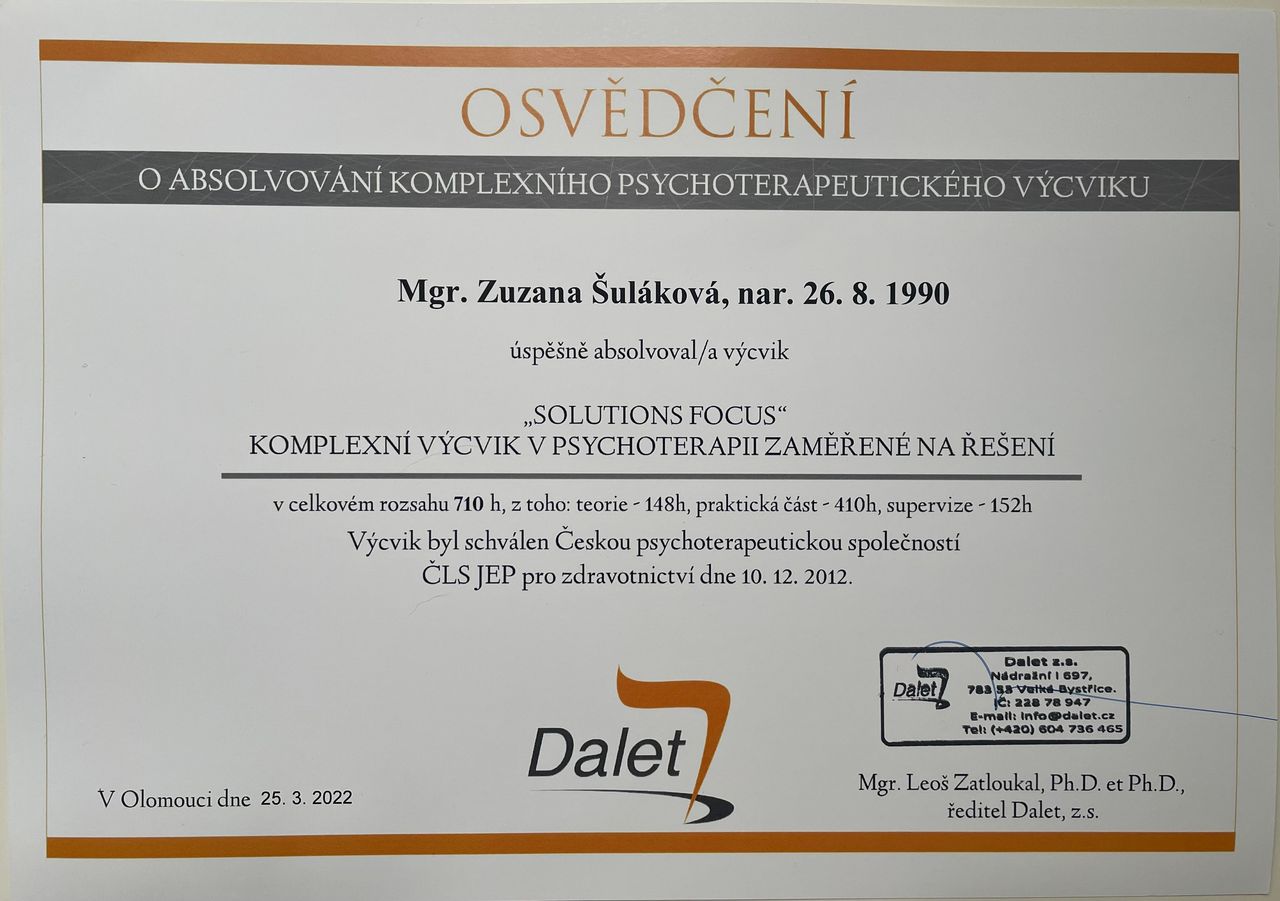 OSVĚDČENÍ
O ABSOLVOVÁNÍ KOMPLEXNÍHO PSYCHOTERAPEUTICKÉHO VÝCVIKU
Mgr. Zuzana Šuláková, nar. 26. 8. 1990
úspěšně absolvoval/a výcvik
„SOLUTIONS FOCUS“
KOMPLEXNÍ VÝCVIK V PSYCHOTERAPII ZAMĚŘENÉ NA ŘEŠENÍ
v celkovém rozsahu 710 h, z toho: teorie - 148h, praktická část - 410h, supervize - 152h
Výcvik byl schválen Českou psychoterapeutickou společností
ČLS JEP pro zdravotnictví dne 10. 12. 2012.
Dalet
Dalet z.s.
Nádražní I 697,
783 53 Velká Bystřice.
IČ: 228 78 947
E-mail: info@dalet.cz
Tel: (+420) 604 736 465
Dalet
V Olomouci dne 25. 3. 2022
Mgr. Leoš Zatloukal, Ph.D. et Ph.D.,
ředitel Dalet, z.s.